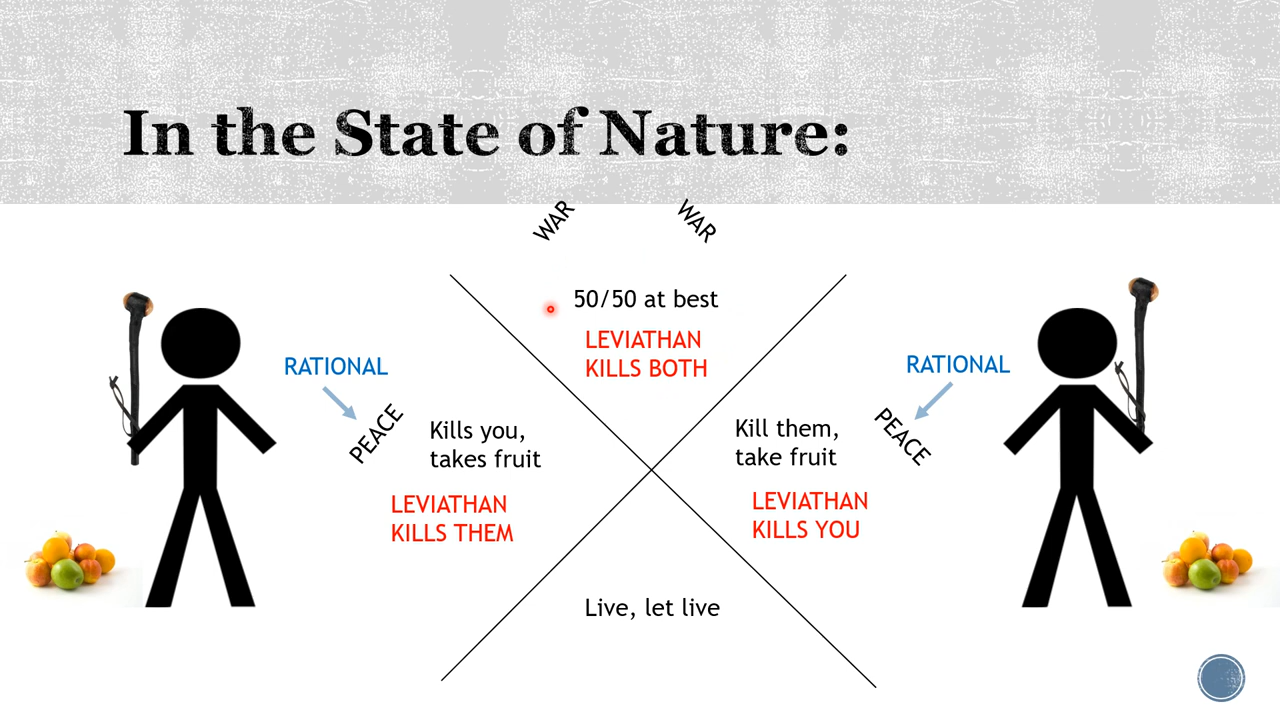 In the State of Nature:
WAR
WAR
50/50 at best
LEVIATHAN
KILLS BOTH
RATIONAL
PEACE
Kills you,
takes fruit
LEVIATHAN
KILLS THEM
RATIONAL
PEACE
Kill them,
take fruit
LEVIATHAN
KILLS YOU
Live, let live